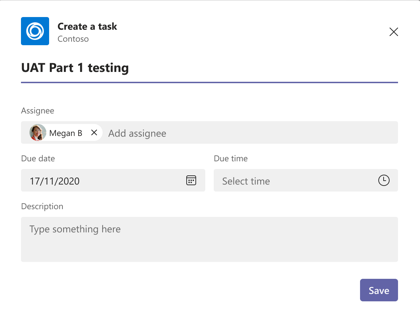 Create a task
Contoso
UAT Part 1 testing
Assignee
Megan B Add assignee
Due date Due time
17/11/2020 Select time
Description
Type something here
Save